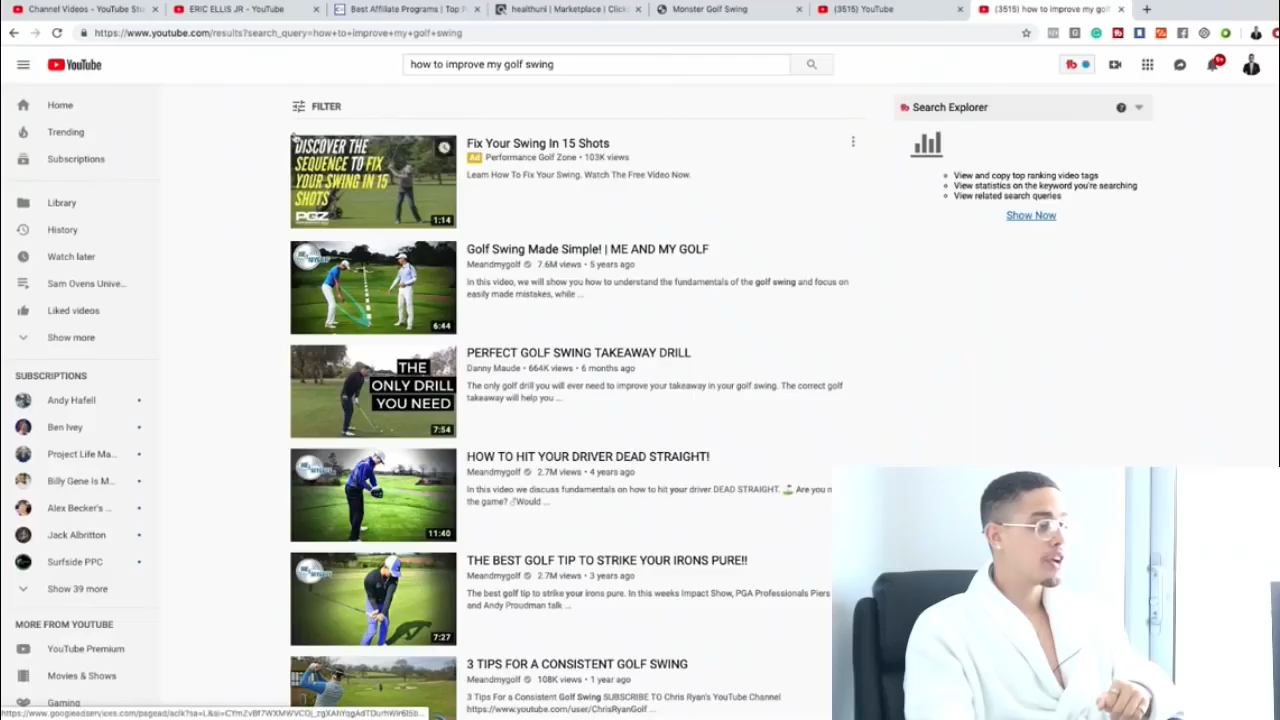 Channel Videos - YouTube Stu
ERIC ELLIS JR - YouTube
Best Affiliate Programs | Top P
healthuni | Marketplace | Click
Monster Golf Swing
(3515) YouTube
(3515) how to improve my golf
https://www.youtube.com/results?search_query=how+to+improve+my+golf+swing
YouTube
how to improve my golf swing
9+
Home
Trending
Subscriptions
Library
History
Watch later
Sam Ovens Unive...
Liked videos
Show more
SUBSCRIPTIONS
Andy Hafell
Ben Ivey
Project Life Ma...
Billy Gene Is M...
Alex Becker's ...
Jack Albritton
Surfside PPC
Show 39 more
MORE FROM YOUTUBE
YouTube Premium
Movies & Shows
Gaming
FILTER
DISCOVER THE
SEQUENCE TO FIX
YOUR SWING IN 15
SHOTS
PGZ
1:14
Fix Your Swing In 15 Shots
Ad Performance Golf Zone • 103K views
Learn How To Fix Your Swing. Watch The Free Video Now.
6:44
Golf Swing Made Simple! | ME AND MY GOLF
Meandmygolf 7.6M views • 5 years ago
In this video, we will show you how to understand the fundamentals of the golf swing and focus on
easily made mistakes, while ...
THE
ONLY DRILL
YOU NEED
7:54
PERFECT GOLF SWING TAKEAWAY DRILL
Danny Maude • 664K views • 6 months ago
The only golf drill you will ever need to improve your takeaway in your golf swing. The correct golf
takeaway will help you ...
11:40
HOW TO HIT YOUR DRIVER DEAD STRAIGHT!
Meandmygolf 2.7M views • 4 years ago
In this video we discuss fundamentals on how to hit your driver DEAD STRAIGHT. Are you n
the game? Would ...
7:27
THE BEST GOLF TIP TO STRIKE YOUR IRONS PURE!!
Meandmygolf 2.7M views • 3 years ago
The best golf tip to strike your irons pure. In this weeks Impact Show, PGA Professionals Piers
and Andy Proudman talk ...
3 TIPS FOR A CONSISTENT GOLF SWING
108K views • 1 year ago
3 Tips For a Consistent Golf Swing SUBSCRIBE TO Chris Ryan's YouTube Channel
https://www.youtube.com/user/ChrisRyanGolf ...
Search Explorer
View and copy top ranking video tags
View statistics on the keyword you're searching
View related search queries
Show Now